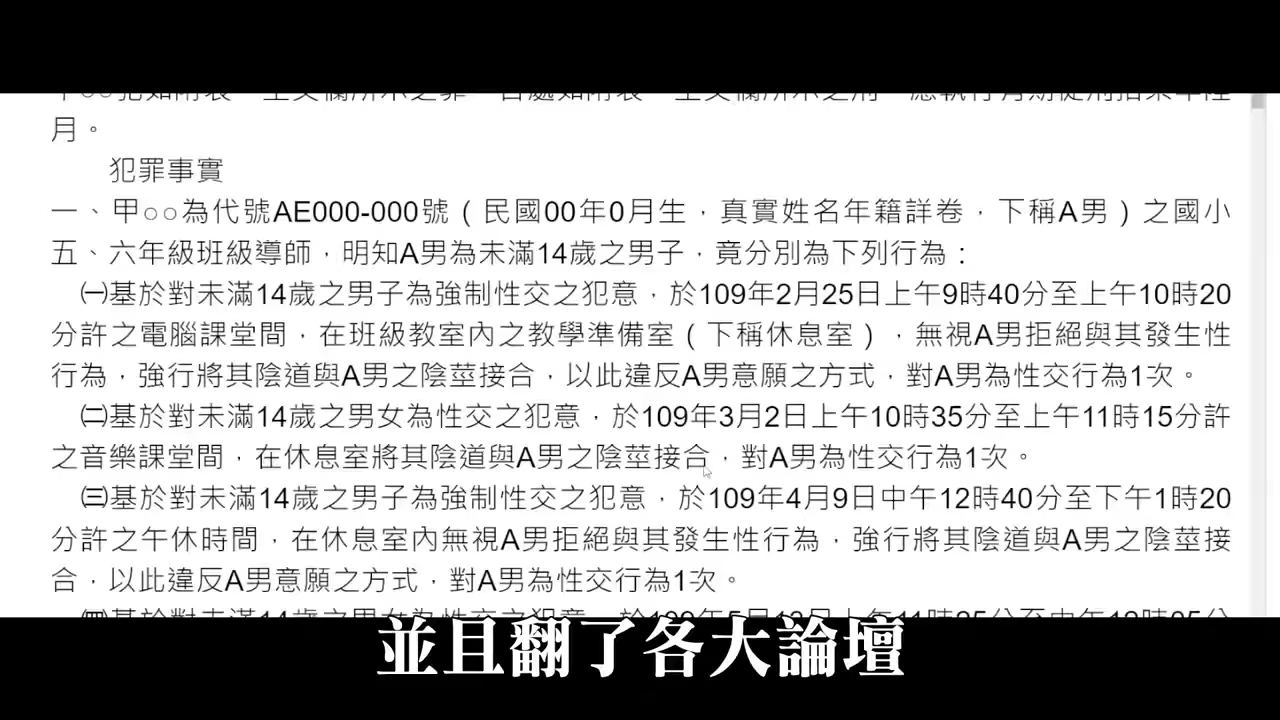 月。
犯罪事實
一、甲○○為代號AE000-000號（民國00年0月生，真實姓名年籍詳卷，下稱A男）之國小
五、六年級班級導師，明知A男為未滿14歲之男子，竟分別為下列行為：
㈠基於對未滿14歲之男子為強制性交之犯意，於109年2月25日上午9時40分至上午10時20
分許之電腦課堂間，在班級教室內之教學準備室（下稱休息室），無視A男拒絕與其發生性
行為，強行將其陰道與A男之陰莖接合，以此違反A男意願之方式，對A男為性交行為1次。
㈡基於對未滿14歲之男女為性交之犯意，於109年3月2日上午10時35分至上午11時15分許
之音樂課堂間，在休息室將其陰道與A男之陰莖接合，對A男為性交行為1次。
㈢基於對未滿14歲之男子為強制性交之犯意，於109年4月9日中午12時40分至下午1時20
分許之午休時間，在休息室內無視A男拒絕與其發生性行為，強行將其陰道與A男之陰莖接
合，以此違反A男意願之方式，對A男為性交行為1次。
並且翻了各大論壇